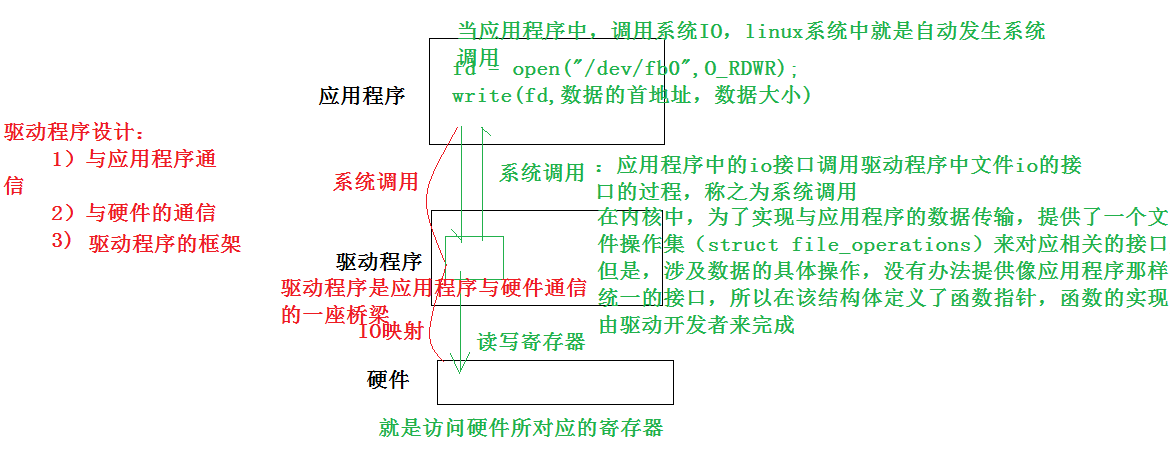 当应用程序中，调用系统IO，linux系统中就是自动发生系统
调用
fd = open("/dev/fb0",O_RDWR);
write(fd,数据的首地址，数据大小)
应用程序
驱动程序设计：
1）与应用程序通
信
2）与硬件的通信
3）驱动程序的框架
系统调用
系统调用：应用程序中的io接口调用驱动程序中文件io的接
口的过程，称之为系统调用
在内核中，为了实现与应用程序的数据传输，提供了一个文
件操作集（struct file_operations）来对应相关的接口
但是，涉及数据的具体操作，没有办法提供像应用程序那样
统一的接口，所以在该结构体定义了函数指针，函数的实现
由驱动开发者来完成
驱动程序
驱动程序是应用程序与硬件通信
的一座桥梁
IO映射
读写寄存器
硬件
就是访问硬件所对应的寄存器